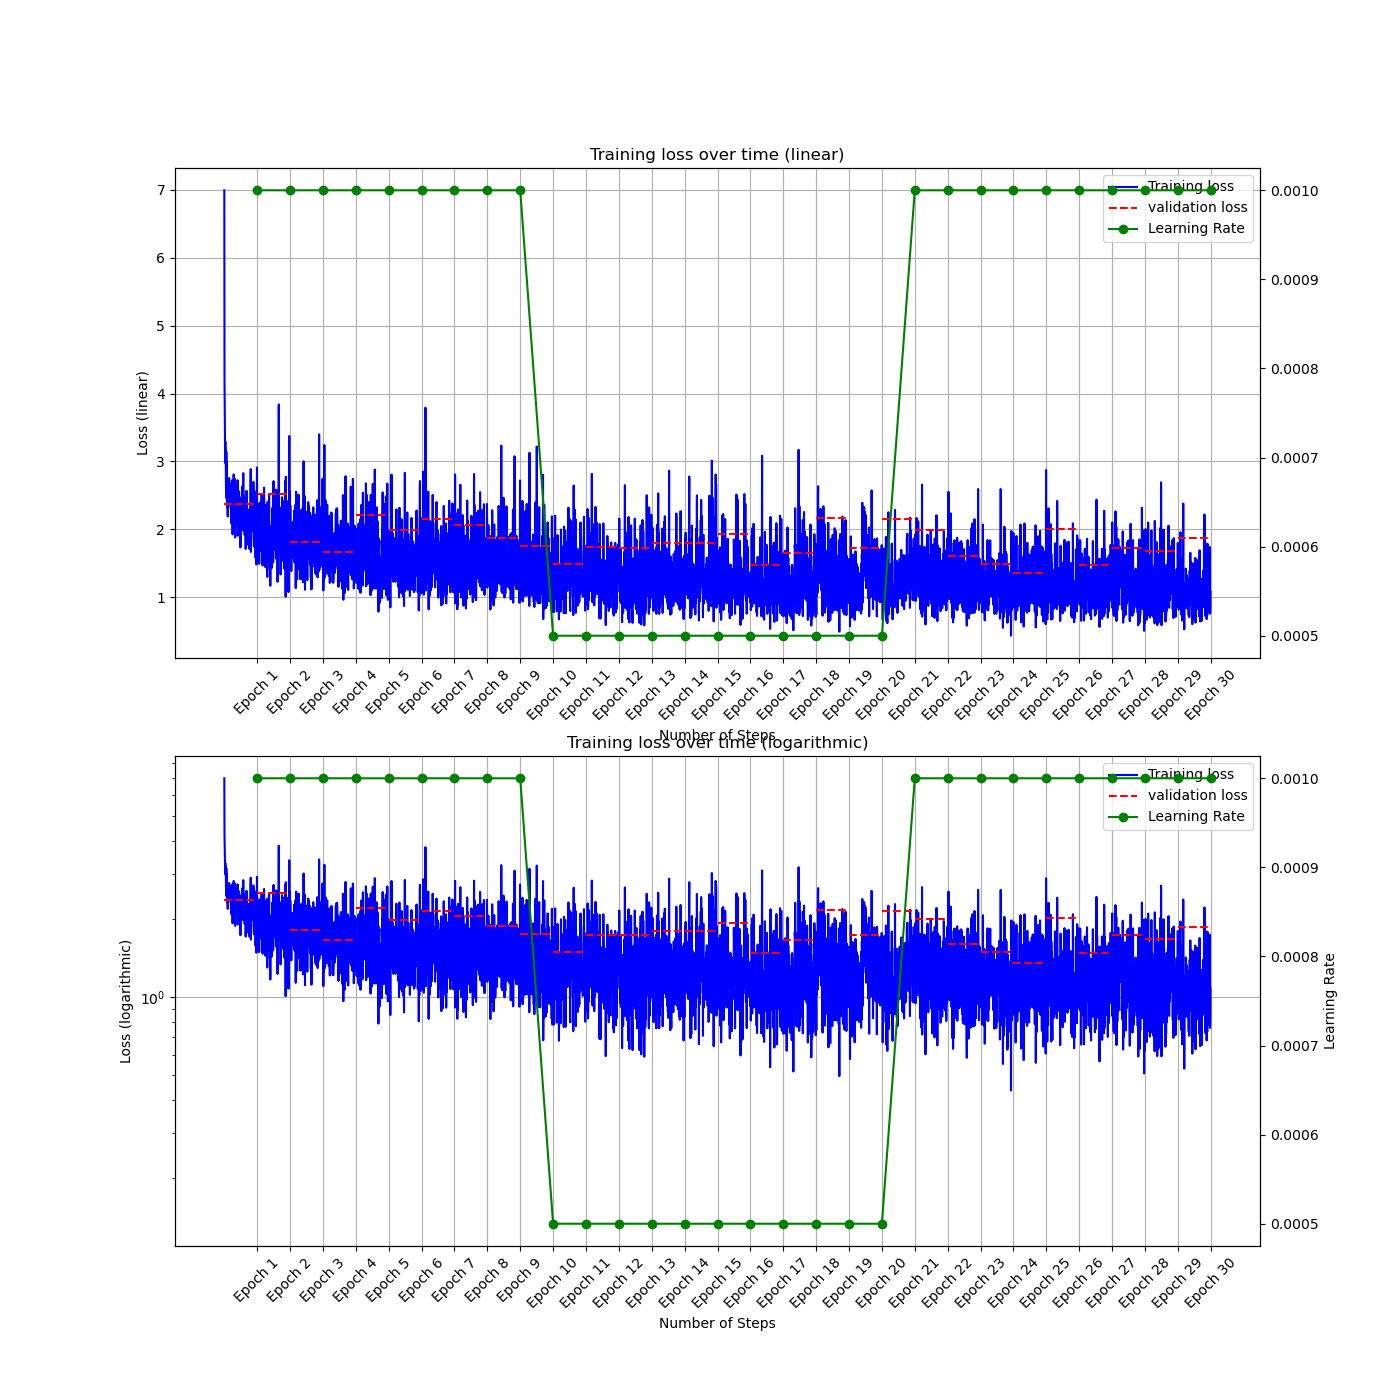 Training loss over time (linear)
7
6
5
4
3
2
1
Loss (linear)
0.0010
0.0009
0.0008
0.0007
0.0006
0.0005
Training loss
validation loss
Learning Rate
Epoch 1
Epoch 2
Epoch 3
Epoch 4
Epoch 5
Epoch 6
Epoch 7
Epoch 8
Epoch 9
Epoch 10
Epoch 11
Epoch 12
Epoch 13
Epoch 14
Epoch 15
Epoch 16
Epoch 17
Epoch 18
Epoch 19
Epoch 20
Epoch 21
Epoch 22
Epoch 23
Epoch 24
Epoch 25
Epoch 26
Epoch 27
Epoch 28
Epoch 29
Epoch 30
Number of Steps
Training loss over time (logarithmic)
10⁰
Loss (logarithmic)
0.0010
0.0009
0.0008
0.0007
0.0006
0.0005
Learning Rate
Training loss
validation loss
Learning Rate
Epoch 1
Epoch 2
Epoch 3
Epoch 4
Epoch 5
Epoch 6
Epoch 7
Epoch 8
Epoch 9
Epoch 10
Epoch 11
Epoch 12
Epoch 13
Epoch 14
Epoch 15
Epoch 16
Epoch 17
Epoch 18
Epoch 19
Epoch 20
Epoch 21
Epoch 22
Epoch 23
Epoch 24
Epoch 25
Epoch 26
Epoch 27
Epoch 28
Epoch 29
Epoch 30
Number of Steps